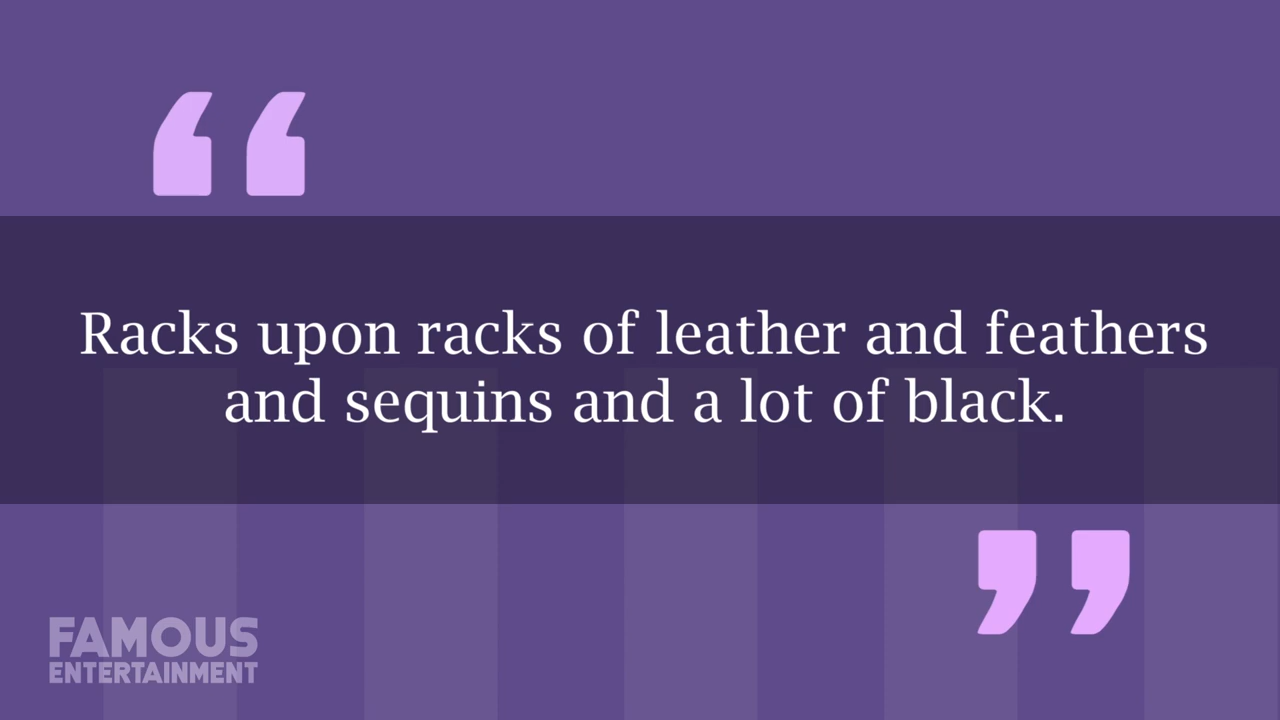 “
Racks upon racks of leather and feathers
and sequins and a lot of black.
”
FAMOUS
ENTERTAINMENT